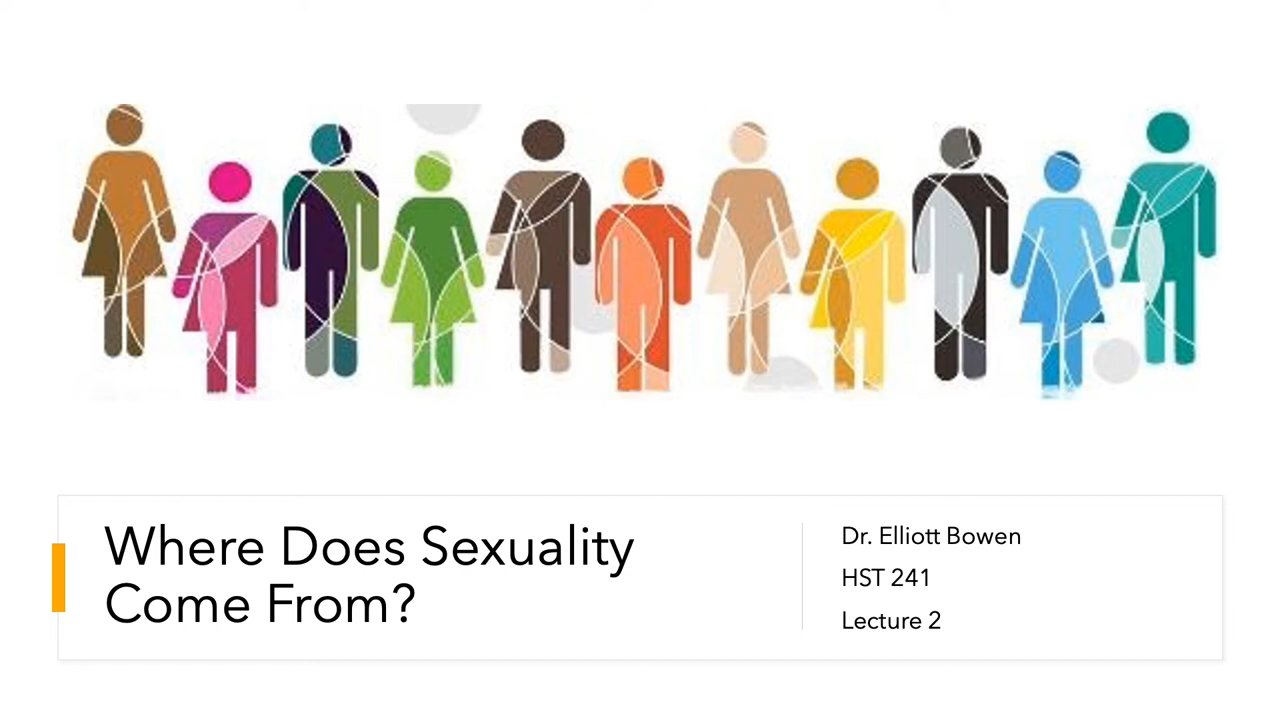 Where Does Sexuality
Come From?
Dr. Elliott Bowen
HST 241
Lecture 2